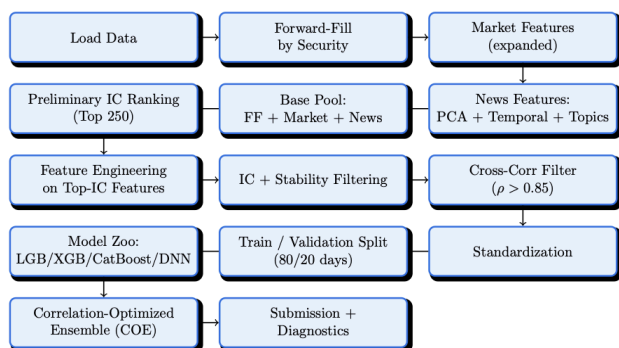 Load Data
Forward-Fill
by Security
Market Features
(expanded)
News Features:
PCA + Temporal + Topics
Base Pool:
FF + Market + News
Preliminary IC Ranking
(Top 250)
Feature Engineering
on Top-IC Features
IC + Stability Filtering
Cross-Corr Filter
(ρ > 0.85)
Standardization
Train / Validation Split
(80/20 days)
Model Zoo:
LGB/XGB/CatBoost/DNN
Correlation-Optimized
Ensemble (COE)
Submission +
Diagnostics